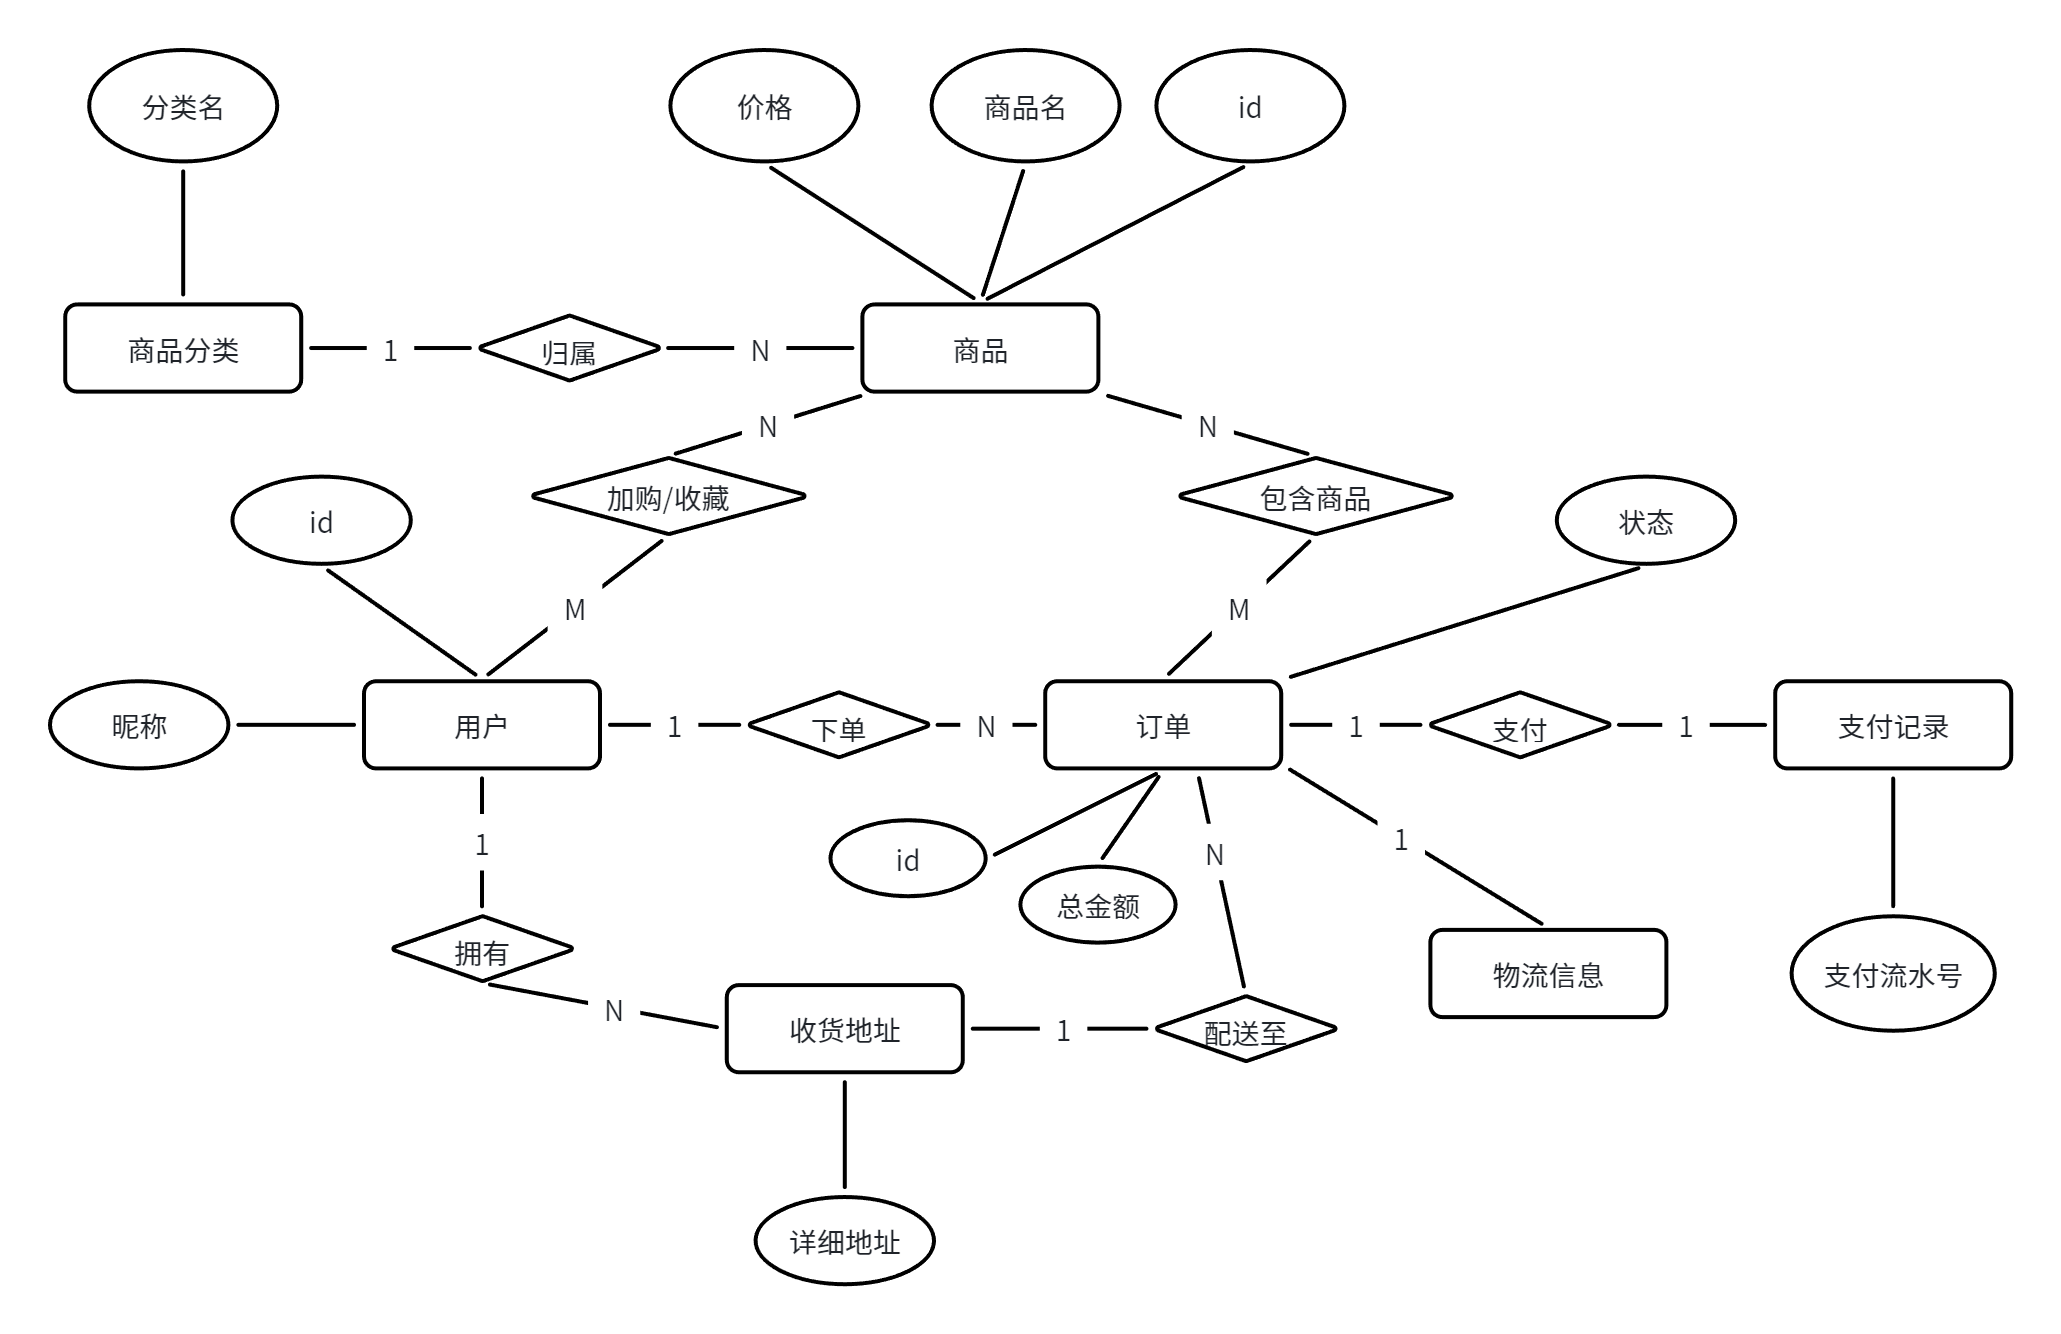 分类名
价格
商品名
id
商品分类
1
归属
N
商品
N
N
加购/收藏
包含商品
id
状态
M
M
昵称
用户
1
下单
N
订单
1
支付
1
支付记录
1
id
总金额
N
1
拥有
N
收货地址
1
配送至
物流信息
支付流水号
详细地址